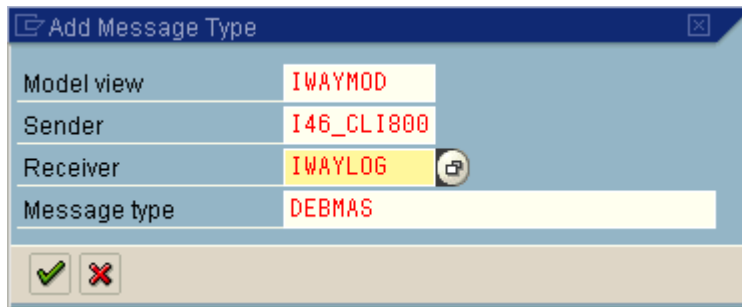 Add Message Type
Model view IWAYMOD
Sender I46_CLI800
Receiver IWAYLOG
Message type DEBMAS